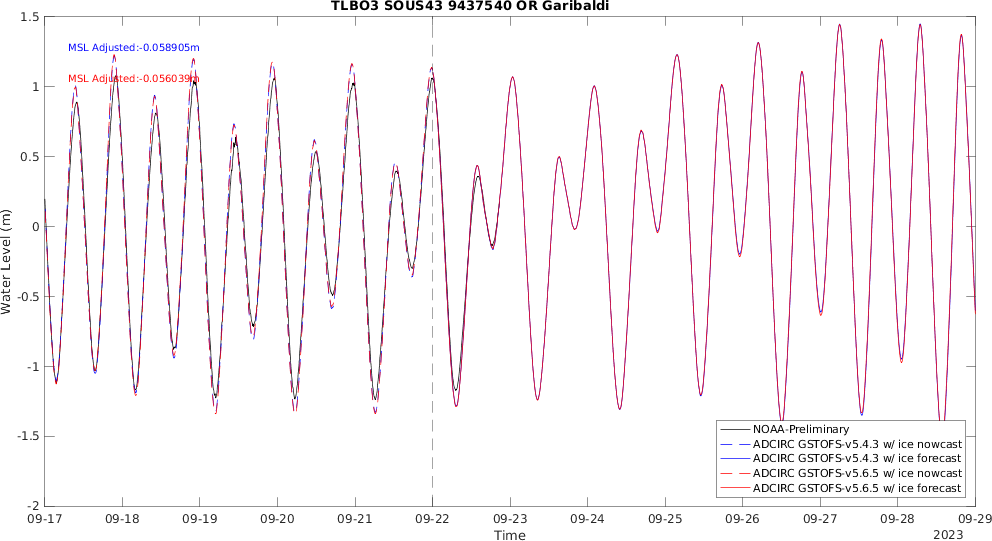 TLBO3 SOUS43 9437540 OR Garibaldi
MSL Adjusted:-0.058905m
MSL Adjusted:-0.056039m
Water Level (m)
1.5
1
0.5
0
-0.5
-1
-1.5
-2
NOAA-Preliminary
ADCIRC GSTOFS-v5.4.3 w/ ice nowcast
ADCIRC GSTOFS-v5.4.3 w/ ice forecast
ADCIRC GSTOFS-v5.6.5 w/ ice nowcast
ADCIRC GSTOFS-v5.6.5 w/ ice forecast
09-17 09-18 09-19 09-20 09-21 09-22 09-23 09-24 09-25 09-26 09-27 09-28 09-29
Time
2023